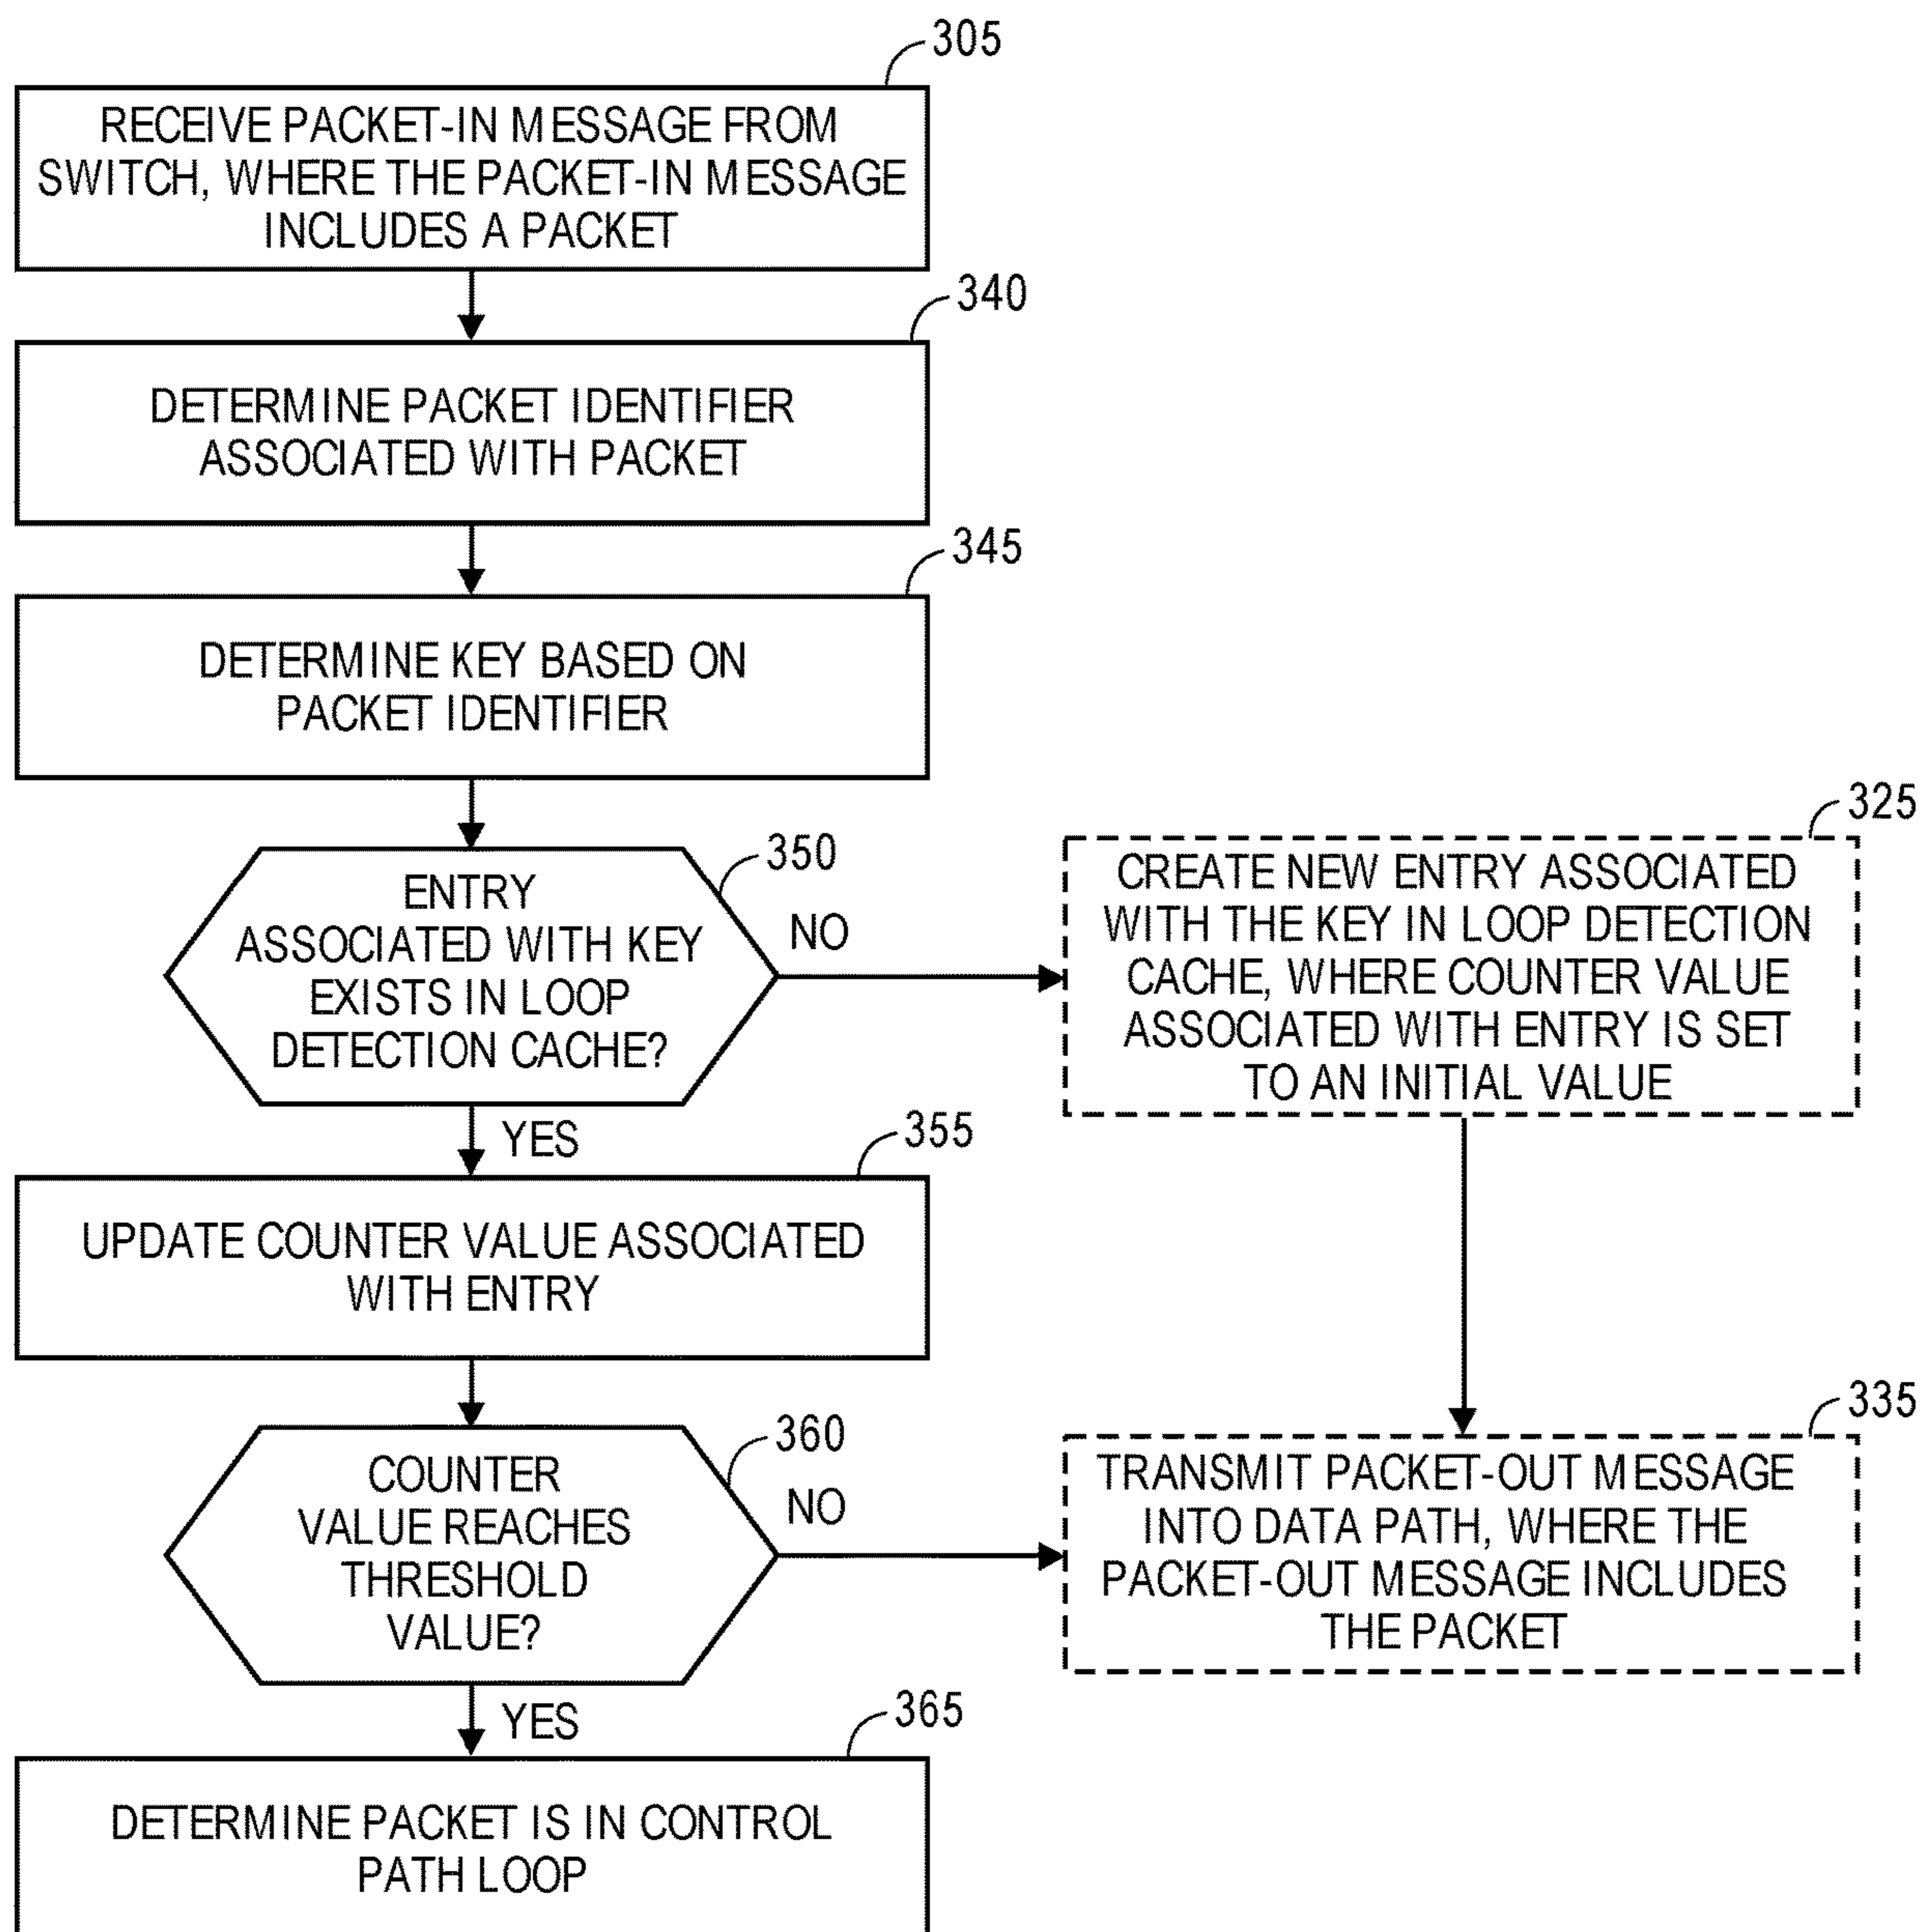 305
RECEIVE PACKET-IN MESSAGE FROM
SWITCH, WHERE THE PACKET-IN MESSAGE
INCLUDES A PACKET
340
DETERMINE PACKET IDENTIFIER
ASSOCIATED WITH PACKET
345
DETERMINE KEY BASED ON
PACKET IDENTIFIER
350
ENTRY
ASSOCIATED WITH KEY
EXISTS IN LOOP
DETECTION CACHE?
NO
325
CREATE NEW ENTRY ASSOCIATED
WITH THE KEY IN LOOP DETECTION
CACHE, WHERE COUNTER VALUE
ASSOCIATED WITH ENTRY IS SET
TO AN INITIAL VALUE
YES
355
UPDATE COUNTER VALUE ASSOCIATED
WITH ENTRY
360
COUNTER
VALUE REACHES
THRESHOLD
VALUE?
NO
335
TRANSMIT PACKET-OUT MESSAGE
INTO DATA PATH, WHERE THE
PACKET-OUT MESSAGE INCLUDES
THE PACKET
YES
365
DETERMINE PACKET IS IN CONTROL
PATH LOOP